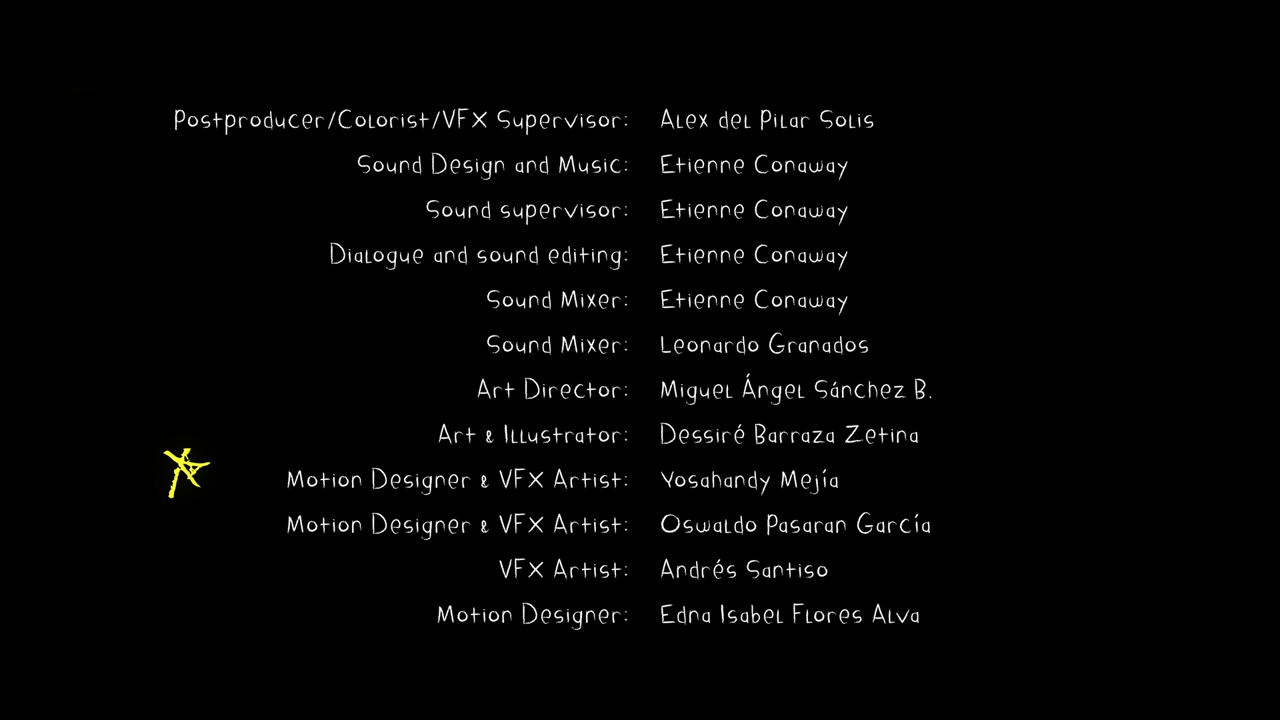 Postproducer/Colorist/VFX Supervisor: Alex del Pilar Solis
Sound Design and Music: Etienne Conaway
Sound supervisor: Etienne Conaway
Dialogue and sound editing: Etienne Conaway
Sound Mixer: Etienne Conaway
Sound Mixer: Leonardo Granados
Art Director: Miguel Ángel Sánchez B.
Art & Illustrator: Dessiré Barraza Zetina
Motion Designer & VFX Artist: Yosahandy Mejía
Motion Designer & VFX Artist: Oswaldo Pasaran García
VFX Artist: Andrés Santiso
Motion Designer: Edna Isabel Flores Alva